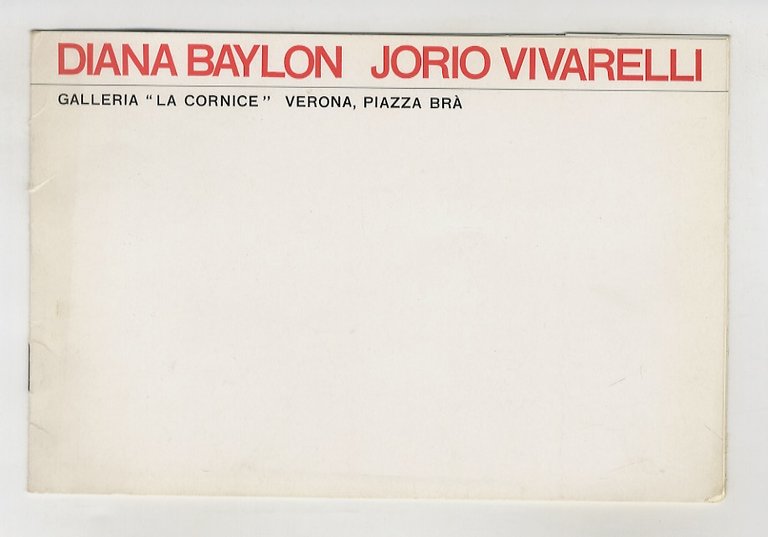 DIANA BAYLON JORIO VIVARELLI
GALLERIA "LA CORNICE" VERONA, PIAZZA BRÀ